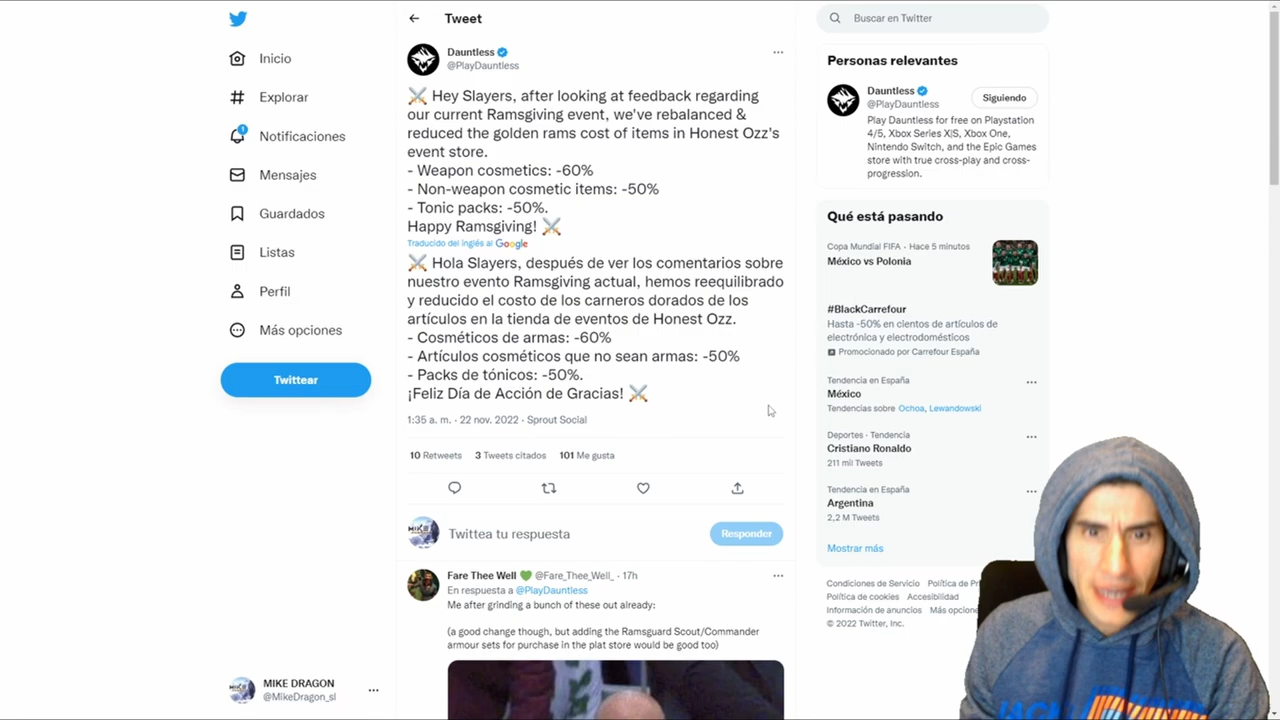 Inicio
Explorar
1
Notificaciones
Mensajes
Guardados
Listas
Perfil
Más opciones
Twittear
MIKE DRAGON
@MikeDragon_sl
Tweet
Dauntless
@PlayDauntless
Hey Slayers, after looking at feedback regarding
our current Ramsgiving event, we've rebalanced &
reduced the golden rams cost of items in Honest Ozz's
event store.
- Weapon cosmetics: -60%
- Non-weapon cosmetic items: -50%
- Tonic packs: -50%.
Happy Ramsgiving!
Traducido del inglés al Google
Hola Slayers, después de ver los comentarios sobre
nuestro evento Ramsgiving actual, hemos reequilibrado
y reducido el costo de los carneros dorados de los
artículos en la tienda de eventos de Honest Ozz.
- Cosméticos de armas: -60%
- Artículos cosméticos que no sean armas: -50%
- Packs de tónicos: -50%.
¡Feliz Día de Acción de Gracias!
1:35 a. m. · 22 nov. 2022 · Sprout Social
10 Retweets 3 Tweets citados 101 Me gusta
Twittea tu respuesta
Responder
Fare Thee Well @Fare_Thee_Well_ · 17h
En respuesta a @PlayDauntless
Me after grinding a bunch of these out already:
(a good change though, but adding the Ramsguard Scout/Commander
armour sets for purchase in the plat store would be good too)
Buscar en Twitter
Personas relevantes
Dauntless
@PlayDauntless
Siguiendo
Play Dauntless for free on Playstation
4/5, Xbox Series X|S, Xbox One,
Nintendo Switch, and the Epic Games
store with true cross-play and cross-
progression.
Qué está pasando
Copa Mundial FIFA · Hace 5 minutos
México vs Polonia
#BlackCarrefour
Hasta -50% en cientos de artículos de
electrónica y electrodomésticos
Promocionado por Carrefour España
Tendencia en España
México
Tendencias sobre Ochoa, Lewandowski
Deportes · Tendencia
Cristiano Ronaldo
211 mil Tweets
Tendencia en España
Argentina
2,2 M Tweets
Mostrar más
Condiciones de Servicio Política de Pr
Política de cookies Accesibilidad
Información de anuncios Más opcione
© 2022 Twitter, Inc.